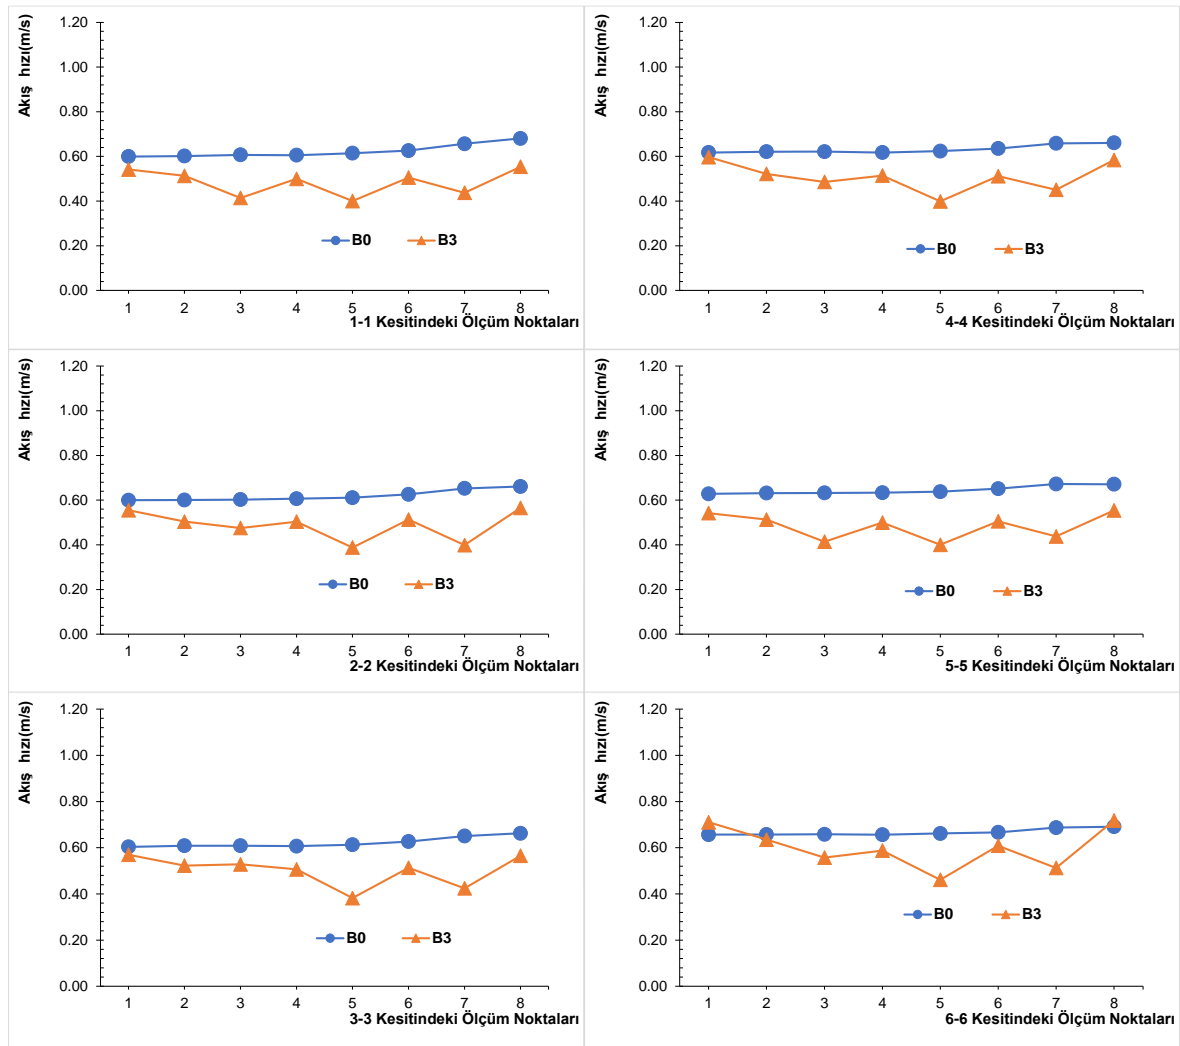 Akış hızı(m/s)
1.20
1.00
0.80
0.60
0.40
0.20
0.00
B0 B3
1 2 3 4 5 6 7 8
1-1 Kesitindeki Ölçüm Noktaları
Akış hızı(m/s)
1.20
1.00
0.80
0.60
0.40
0.20
0.00
B0 B3
1 2 3 4 5 6 7 8
4-4 Kesitindeki Ölçüm Noktaları
Akış hızı(m/s)
1.20
1.00
0.80
0.60
0.40
0.20
0.00
B0 B3
1 2 3 4 5 6 7 8
2-2 Kesitindeki Ölçüm Noktaları
Akış hızı(m/s)
1.20
1.00
0.80
0.60
0.40
0.20
0.00
B0 B3
1 2 3 4 5 6 7 8
5-5 Kesitindeki Ölçüm Noktaları
Akış hızı(m/s)
1.20
1.00
0.80
0.60
0.40
0.20
0.00
B0 B3
1 2 3 4 5 6 7 8
3-3 Kesitindeki Ölçüm Noktaları
Akış hızı(m/s)
1.20
1.00
0.80
0.60
0.40
0.20
0.00
B0 B3
1 2 3 4 5 6 7 8
6-6 Kesitindeki Ölçüm Noktaları